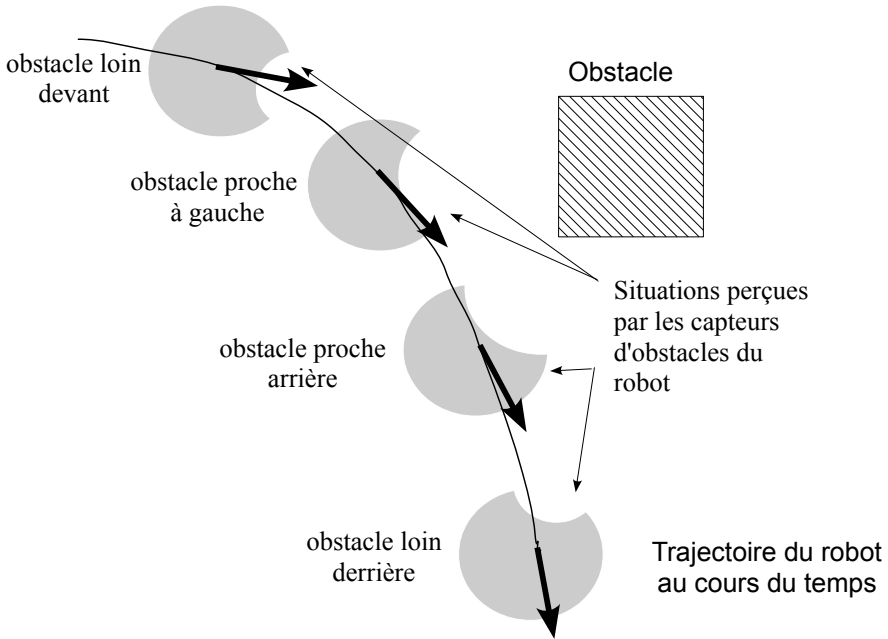 obstacle loin
devant
Obstacle
obstacle proche
à gauche
Situations perçues
par les capteurs
d'obstacles du
robot
obstacle proche
arrière
obstacle loin
derrière
Trajectoire du robot
au cours du temps